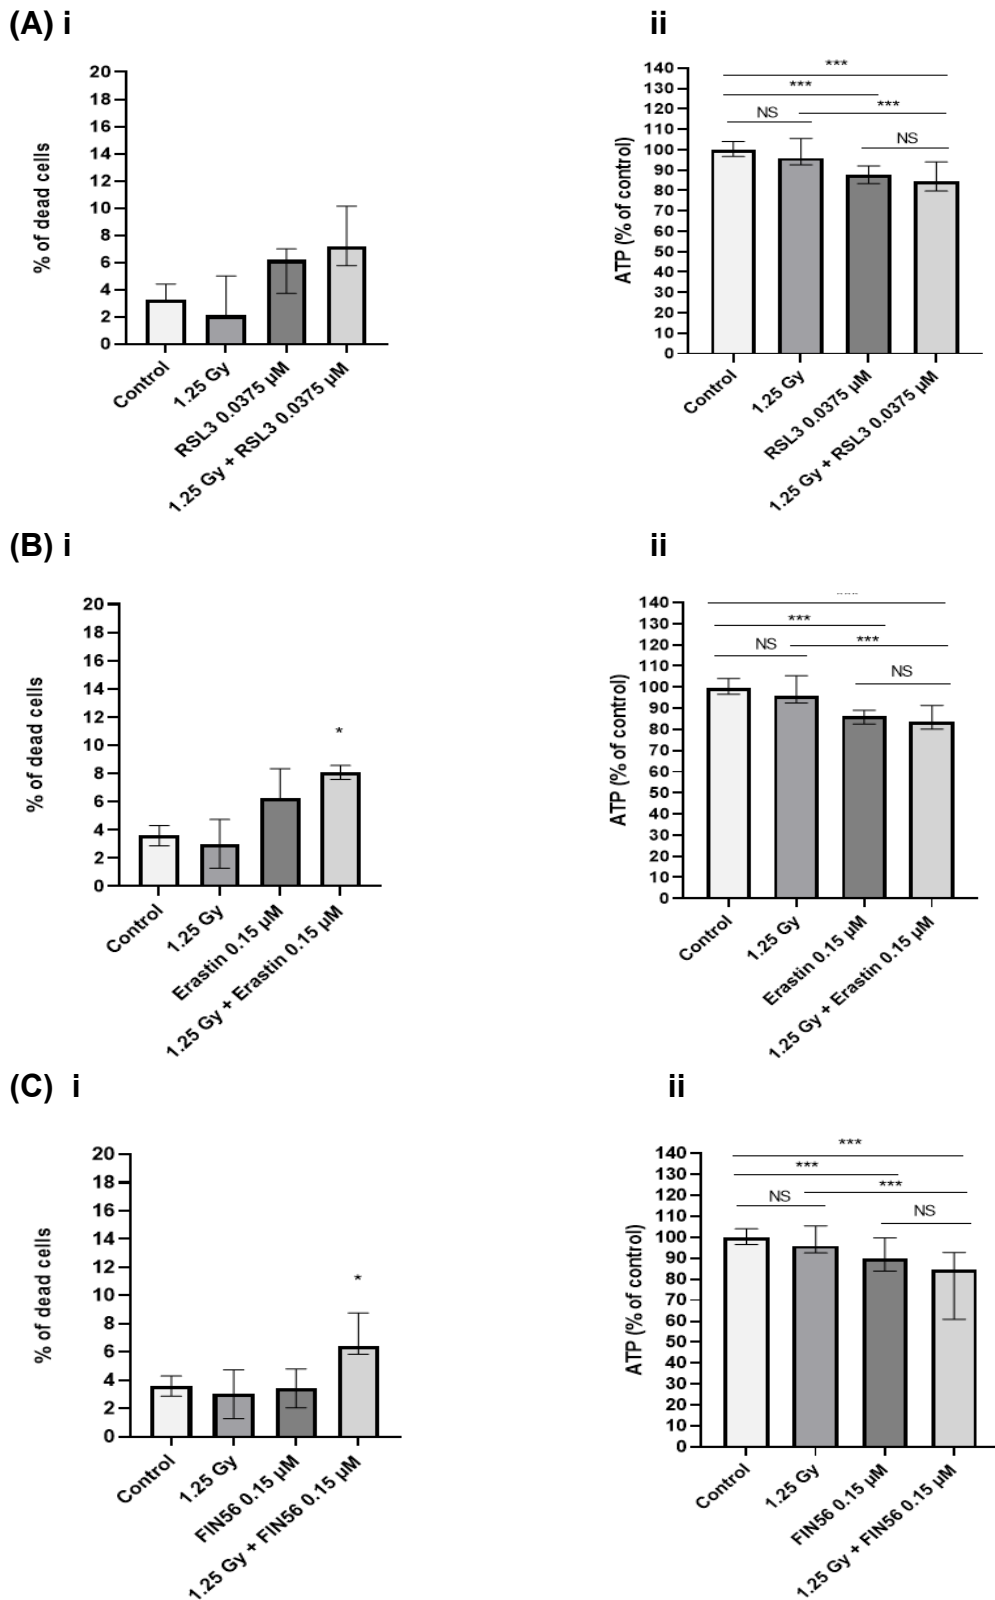 (A) i
ii
% of dead cells
20
18
16
14
12
10
8
6
4
2
0
Control
1.25 Gy
RSL3 0.0375 µM
1.25 Gy + RSL3 0.0375 µM
ATP (% of control)
140
130
120
110
100
90
80
70
60
50
40
30
20
10
0
***
***
NS
***
NS
Control
1.25 Gy
RSL3 0.0375 µM
1.25 Gy + RSL3 0.0375 µM
(B) i
ii
% of dead cells
20
18
16
14
12
10
8
6
4
2
0
*
Control
1.25 Gy
Erastin 0.15 µM
1.25 Gy + Erastin 0.15 µM
ATP (% of control)
140
130
120
110
100
90
80
70
60
50
40
30
20
10
0
***
***
NS
***
NS
Control
1.25 Gy
Erastin 0.15 µM
1.25 Gy + Erastin 0.15 µM
(C) i
ii
% of dead cells
20
18
16
14
12
10
8
6
4
2
0
*
Control
1.25 Gy
FIN56 0.15 µM
1.25 Gy + FIN56 0.15 µM
ATP (% of control)
140
130
120
110
100
90
80
70
60
50
40
30
20
10
0
***
***
NS
***
NS
Control
1.25 Gy
FIN56 0.15 µM
1.25 Gy + FIN56 0.15 µM